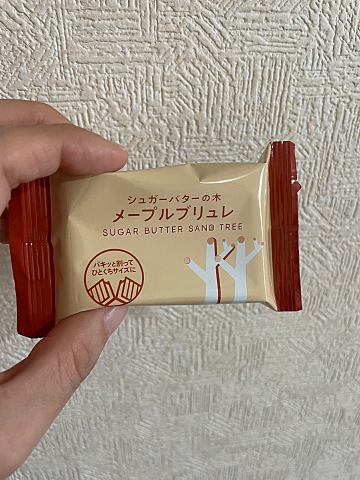 シュガーバターの木
メープルブリュレ
SUGAR BUTTER SAND TREE
パキッと割って
ひとくちサイズに